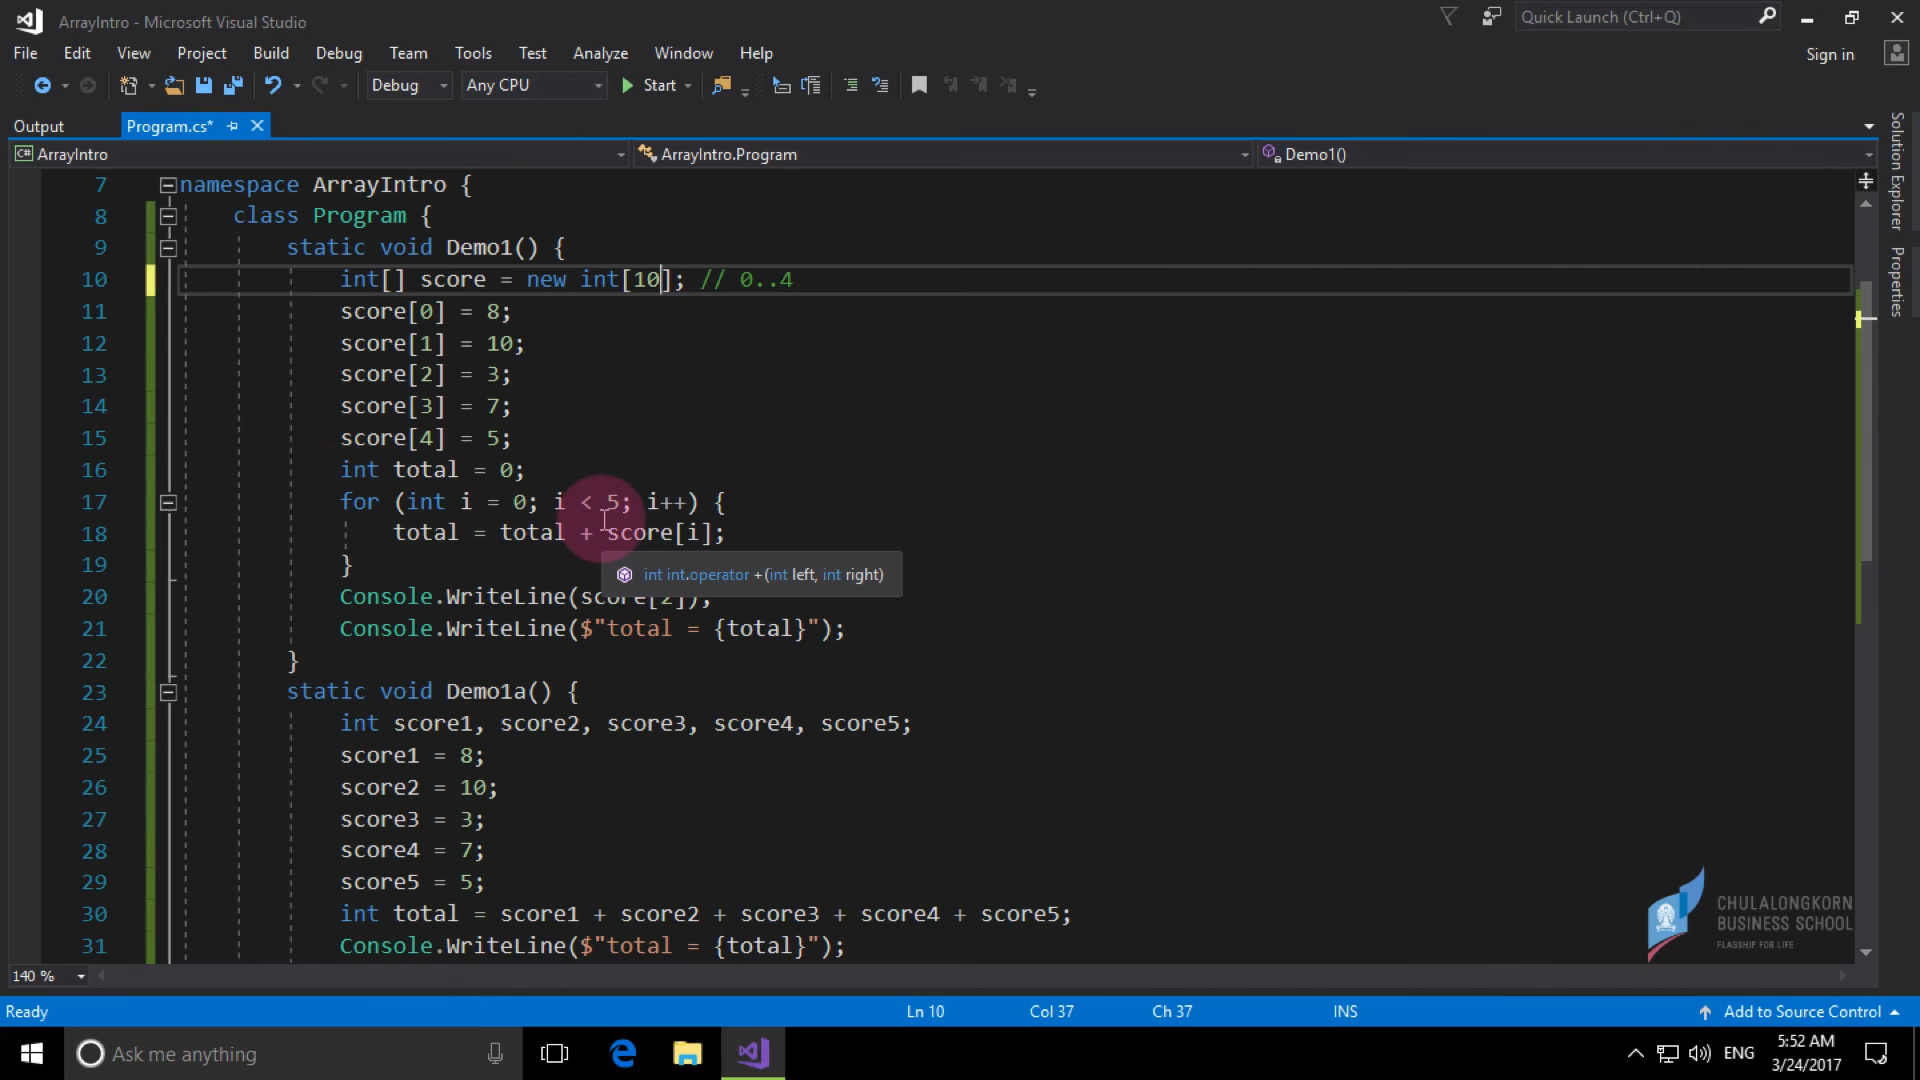 ArrayIntro - Microsoft Visual Studio
Quick Launch (Ctrl+Q)
File Edit View Project Build Debug Team Tools Test Analyze Window Help
Sign in
Debug Any CPU Start
Output Program.cs*
C# ArrayIntro ArrayIntro.Program Demo1()
7 namespace ArrayIntro {
8 class Program {
9 static void Demo1() {
10 int[] score = new int[10]; // 0..4
11 score[0] = 8;
12 score[1] = 10;
13 score[2] = 3;
14 score[3] = 7;
15 score[4] = 5;
16 int total = 0;
17 for (int i = 0; i < 5; i++) {
18 total = total + score[i];
19 }
int int.operator +(int left, int right)
20 Console.WriteLine(score[2]);
21 Console.WriteLine($"total = {total}");
22 }
23 static void Demo1a() {
24 int score1, score2, score3, score4, score5;
25 score1 = 8;
26 score2 = 10;
27 score3 = 3;
28 score4 = 7;
29 score5 = 5;
30 int total = score1 + score2 + score3 + score4 + score5;
31 Console.WriteLine($"total = {total}");
Solution Explorer
Properties
CHULALONGKORN
BUSINESS SCHOOL
FLAGSHIP FOR LIFE
140 %
Ready Ln 10 Col 37 Ch 37 INS Add to Source Control
Ask me anything
ENG
5:52 AM
3/24/2017